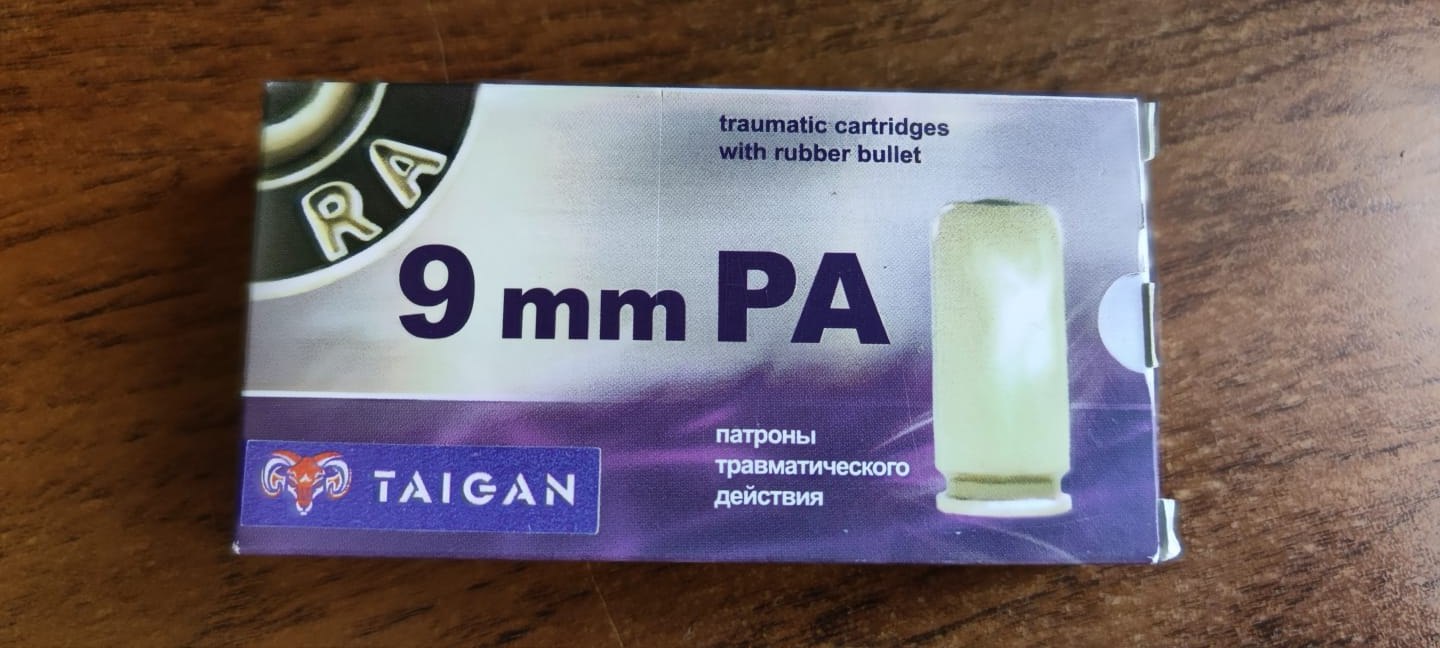 traumatic cartridges
with rubber bullet
RA
9 mm PA
патроны
травматического
действия
TAIGAN